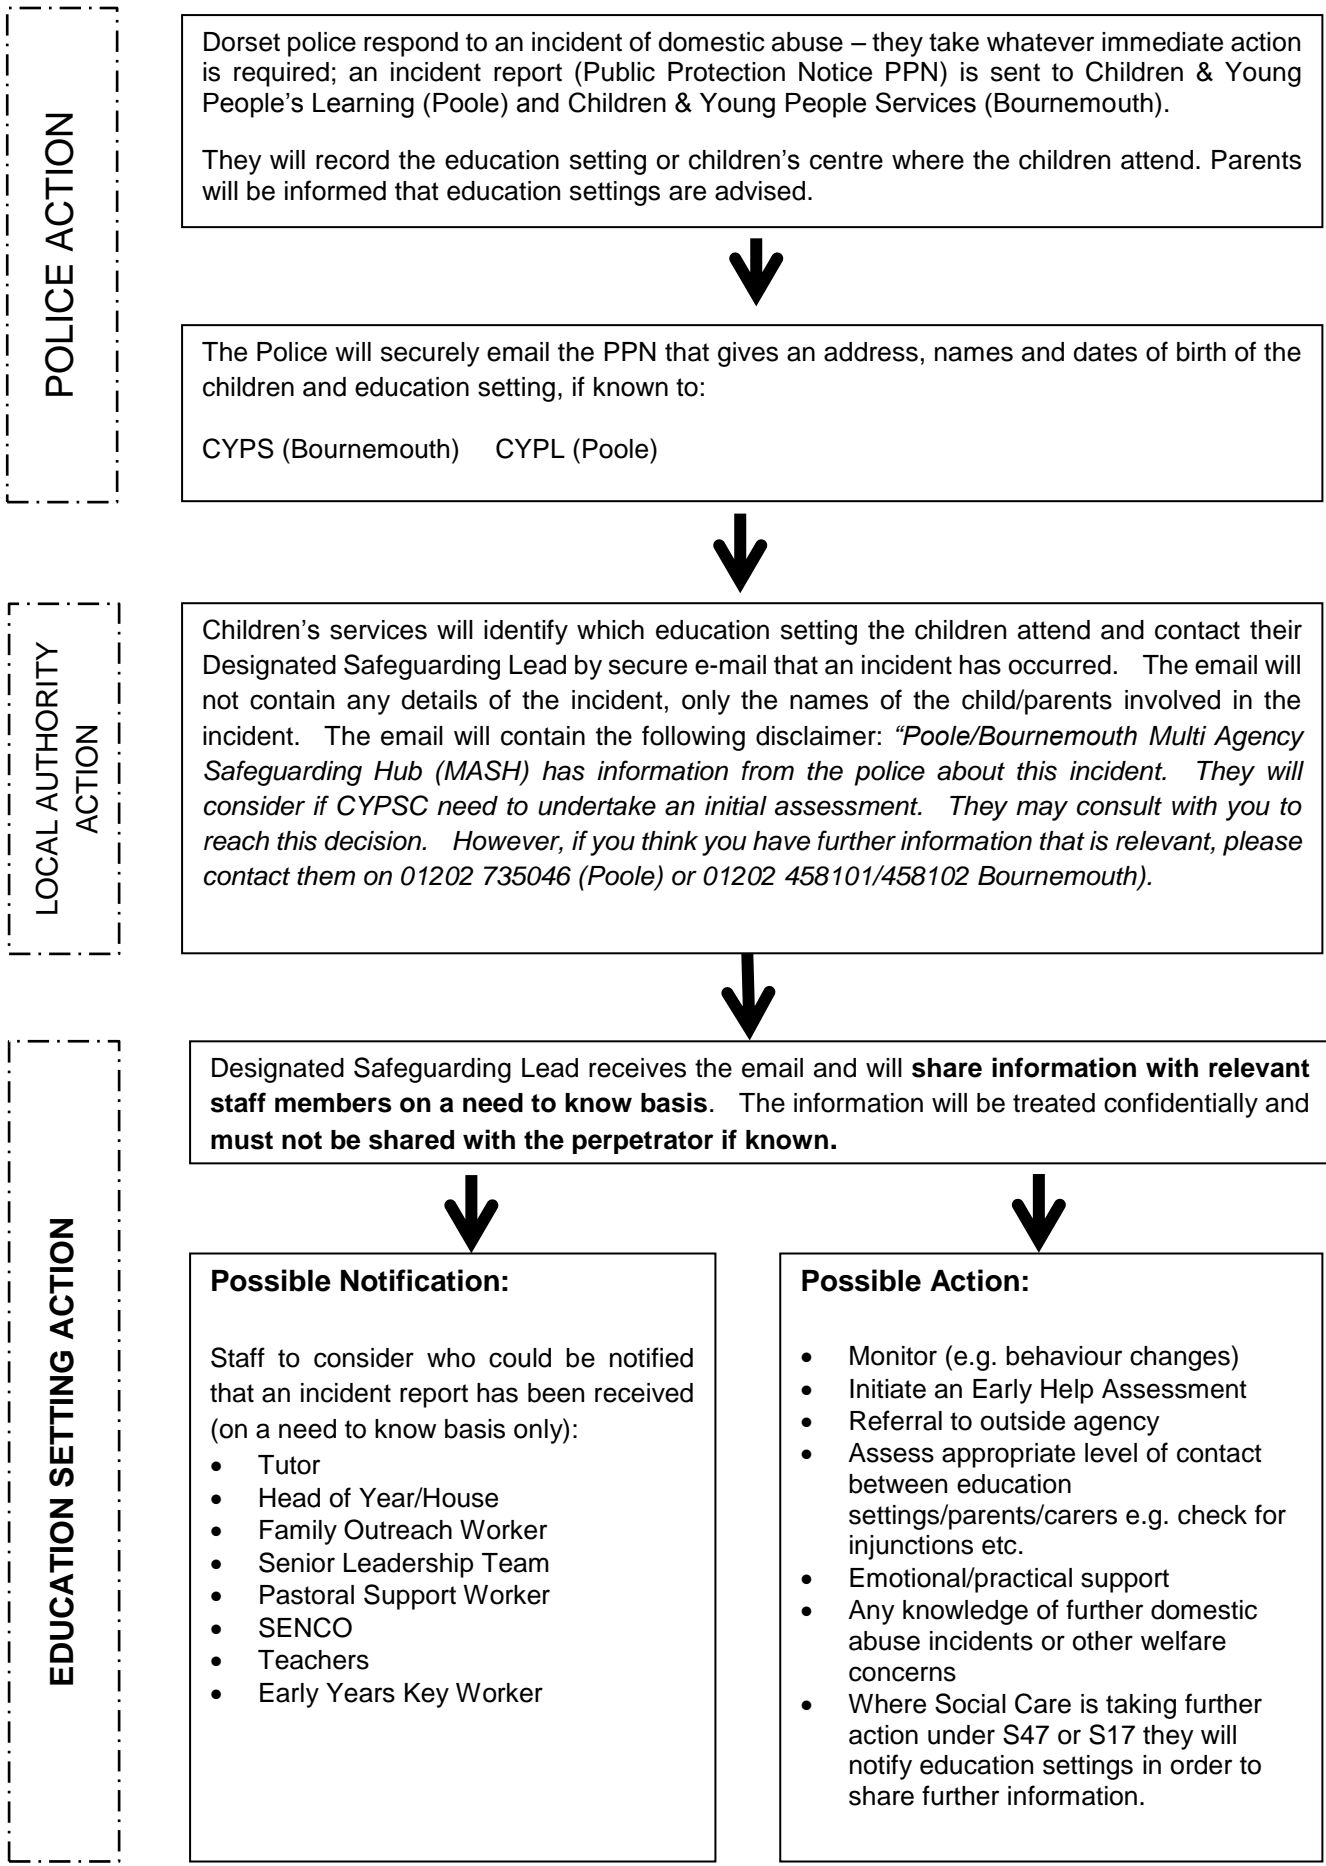 POLICE ACTION
Dorset police respond to an incident of domestic abuse – they take whatever immediate action
is required; an incident report (Public Protection Notice PPN) is sent to Children & Young
People’s Learning (Poole) and Children & Young People Services (Bournemouth).
They will record the education setting or children’s centre where the children attend. Parents
will be informed that education settings are advised.
The Police will securely email the PPN that gives an address, names and dates of birth of the
children and education setting, if known to:
CYPS (Bournemouth) CYPL (Poole)
LOCAL AUTHORITY
ACTION
Children’s services will identify which education setting the children attend and contact their
Designated Safeguarding Lead by secure e-mail that an incident has occurred. The email will
not contain any details of the incident, only the names of the child/parents involved in the
incident. The email will contain the following disclaimer: “Poole/Bournemouth Multi Agency
Safeguarding Hub (MASH) has information from the police about this incident. They will
consider if CYPSC need to undertake an initial assessment. They may consult with you to
reach this decision. However, if you think you have further information that is relevant, please
contact them on 01202 735046 (Poole) or 01202 458101/458102 Bournemouth).
EDUCATION SETTING ACTION
Designated Safeguarding Lead receives the email and will share information with relevant
staff members on a need to know basis. The information will be treated confidentially and
must not be shared with the perpetrator if known.
Possible Notification:
Staff to consider who could be notified
that an incident report has been received
(on a need to know basis only):
• Tutor
• Head of Year/House
• Family Outreach Worker
• Senior Leadership Team
• Pastoral Support Worker
• SENCO
• Teachers
• Early Years Key Worker
Possible Action:
• Monitor (e.g. behaviour changes)
• Initiate an Early Help Assessment
• Referral to outside agency
• Assess appropriate level of contact
between education
settings/parents/carers e.g. check for
injunctions etc.
• Emotional/practical support
• Any knowledge of further domestic
abuse incidents or other welfare
concerns
• Where Social Care is taking further
action under S47 or S17 they will
notify education settings in order to
share further information.